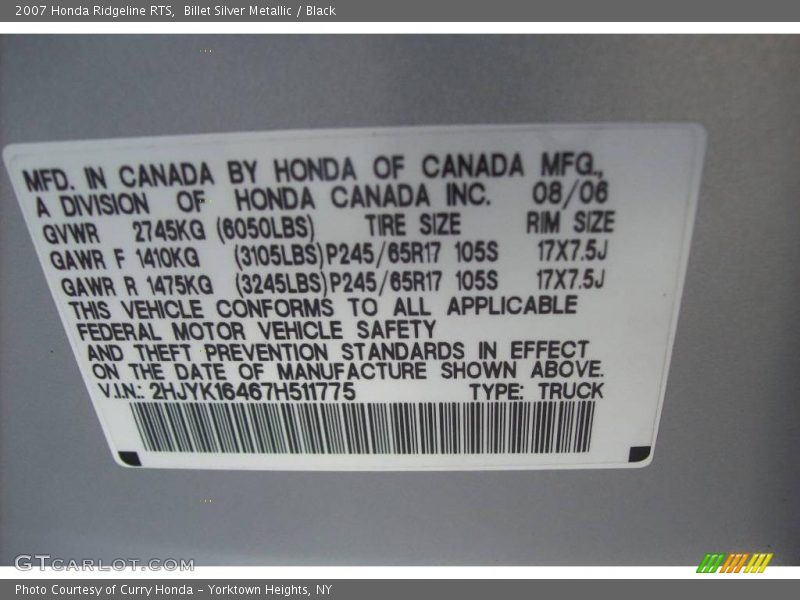 2007 Honda Ridgeline RTS, Billet Silver Metallic / Black
MFD. IN CANADA BY HONDA OF CANADA MFG.,
A DIVISION OF HONDA CANADA INC. 08/06
GVWR 2745KG (6050LBS) TIRE SIZE RIM SIZE
GAWR F 1410KG (3105LBS) P245/65R17 105S 17X7.5J
GAWR R 1475KG (3245LBS) P245/65R17 105S 17X7.5J
THIS VEHICLE CONFORMS TO ALL APPLICABLE
FEDERAL MOTOR VEHICLE SAFETY
AND THEFT PREVENTION STANDARDS IN EFFECT
ON THE DATE OF MANUFACTURE SHOWN ABOVE.
V.I.N.: 2HJYK16467H511775 TYPE: TRUCK
GTCARLOT.COM
Photo Courtesy of Curry Honda - Yorktown Heights, NY